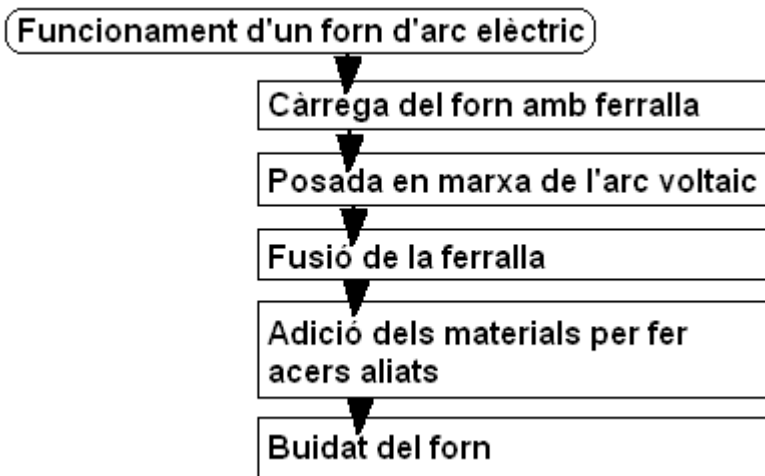 Funcionament d'un forn d'arc elèctric
Càrrega del forn amb ferralla
Posada en marxa de l'arc voltaic
Fusió de la ferralla
Adició dels materials per fer
acers aliats
Buidat del forn